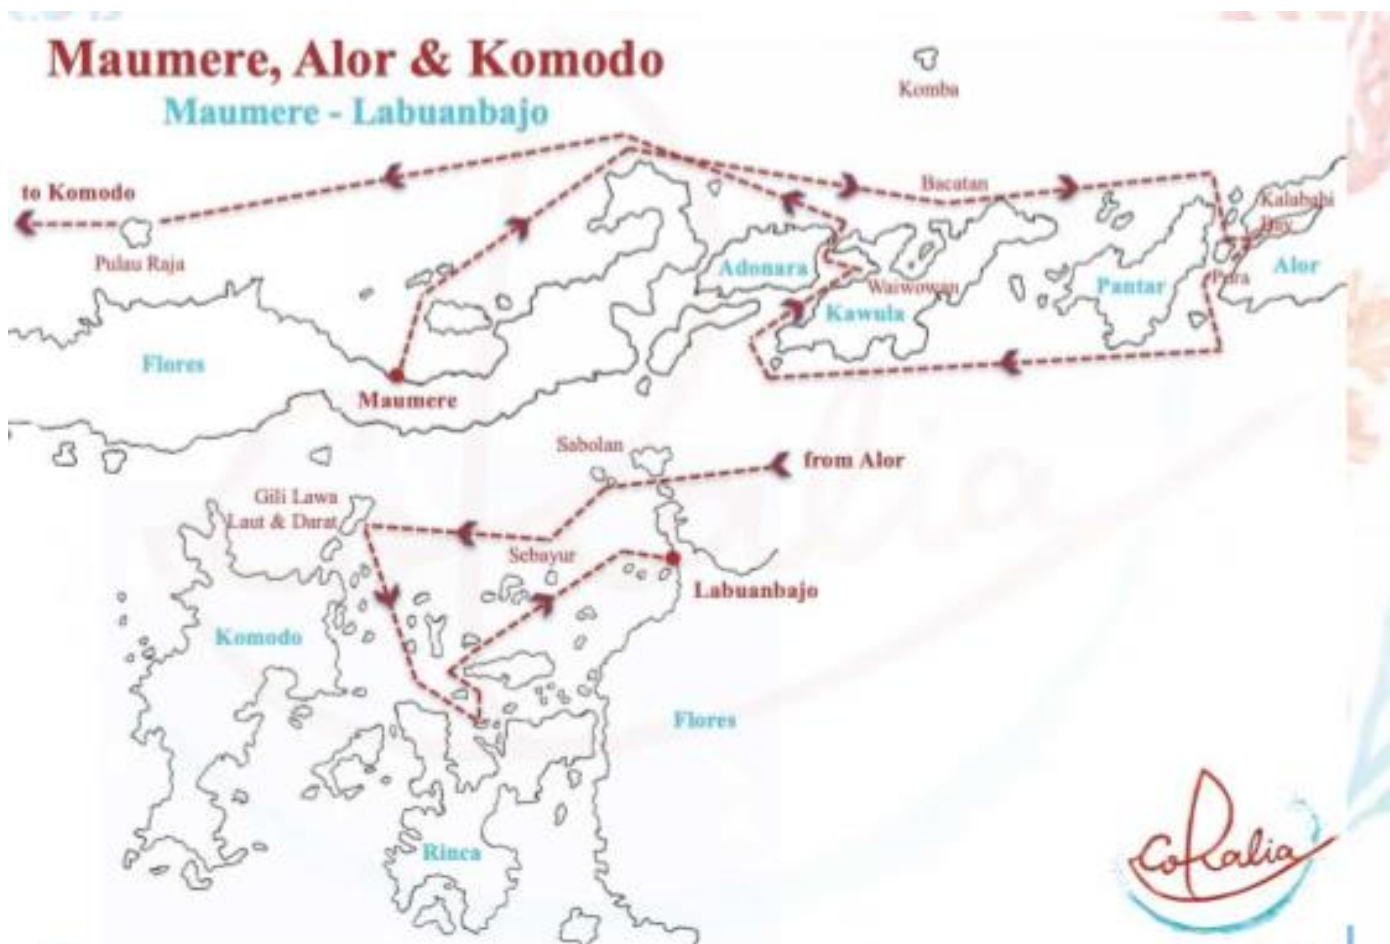 Maumere, Alor & Komodo
Maumere - Labuanbajo
Komba
to Komodo
Bacatan
Kalabahi
Bay
Pulau Raja
Adonara
Waiwowan
Pantar
Pura
Alor
Kawula
Flores
Maumere
Sabolan
from Alor
Gili Lawa
Laut & Darat
Sebayur
Labuanbajo
Komodo
Flores
Rinca
coRalia